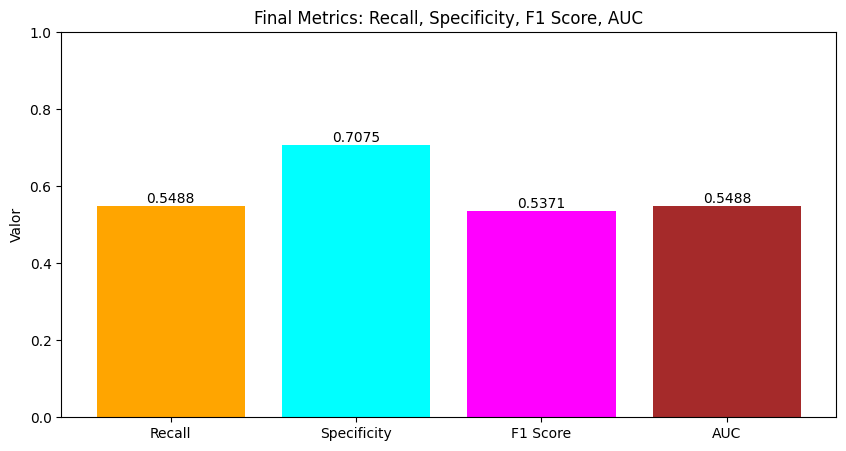 Final Metrics: Recall, Specificity, F1 Score, AUC
1.0
0.8
0.6
0.4
0.2
0.0
Valor
0.5488
0.7075
0.5371
0.5488
Recall
Specificity
F1 Score
AUC